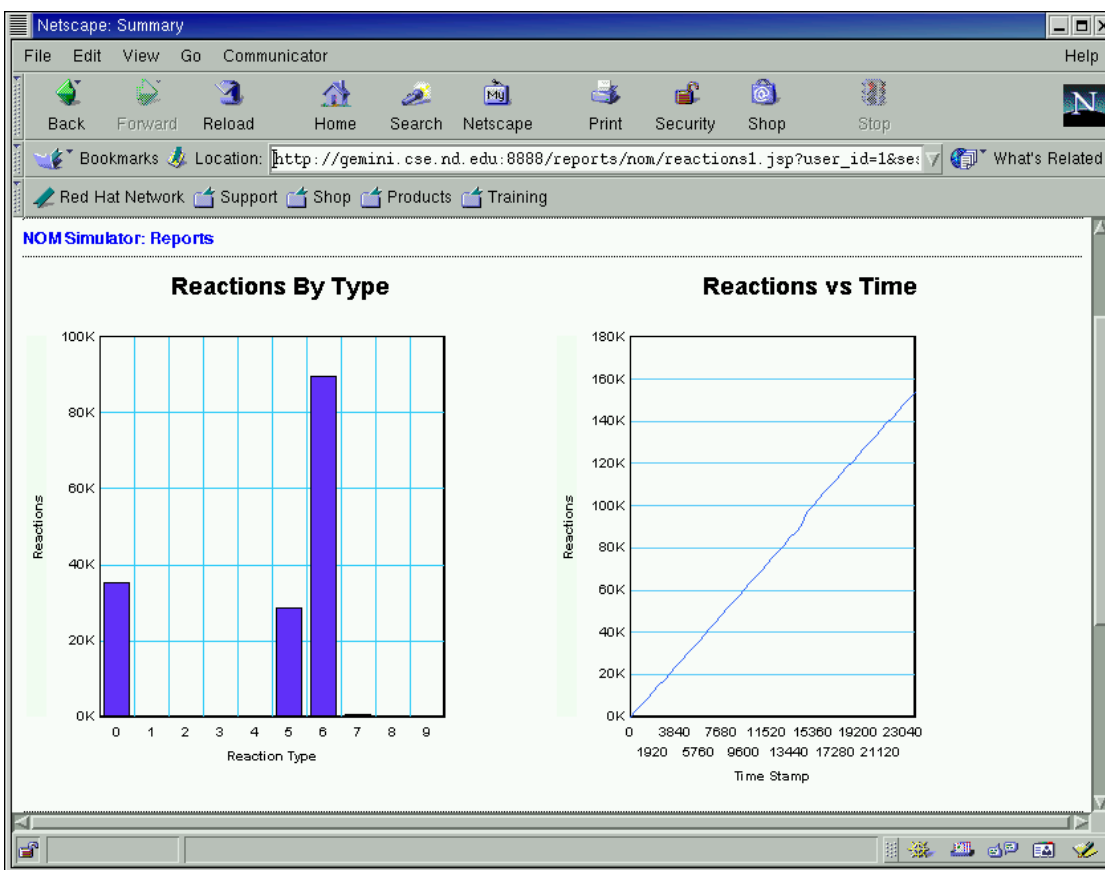 Netscape: Summary
File Edit View Go Communicator Help
Back Forward Reload Home Search Netscape Print Security Shop Stop
My
N
Bookmarks Location: http://gemini.cse.nd.edu:8888/reports/nom/reactions1.jsp?user_id=1&ses What's Related
Red Hat Network Support Shop Products Training
NOM Simulator: Reports
Reactions By Type
100K
80K
60K
40K
20K
0K
Reactions
0 1 2 3 4 5 6 7 8 9
Reaction Type
Reactions vs Time
180K
160K
140K
120K
100K
80K
60K
40K
20K
0K
Reactions
0 3840 7680 11520 15360 19200 23040
1920 5760 9600 13440 17280 21120
Time Stamp